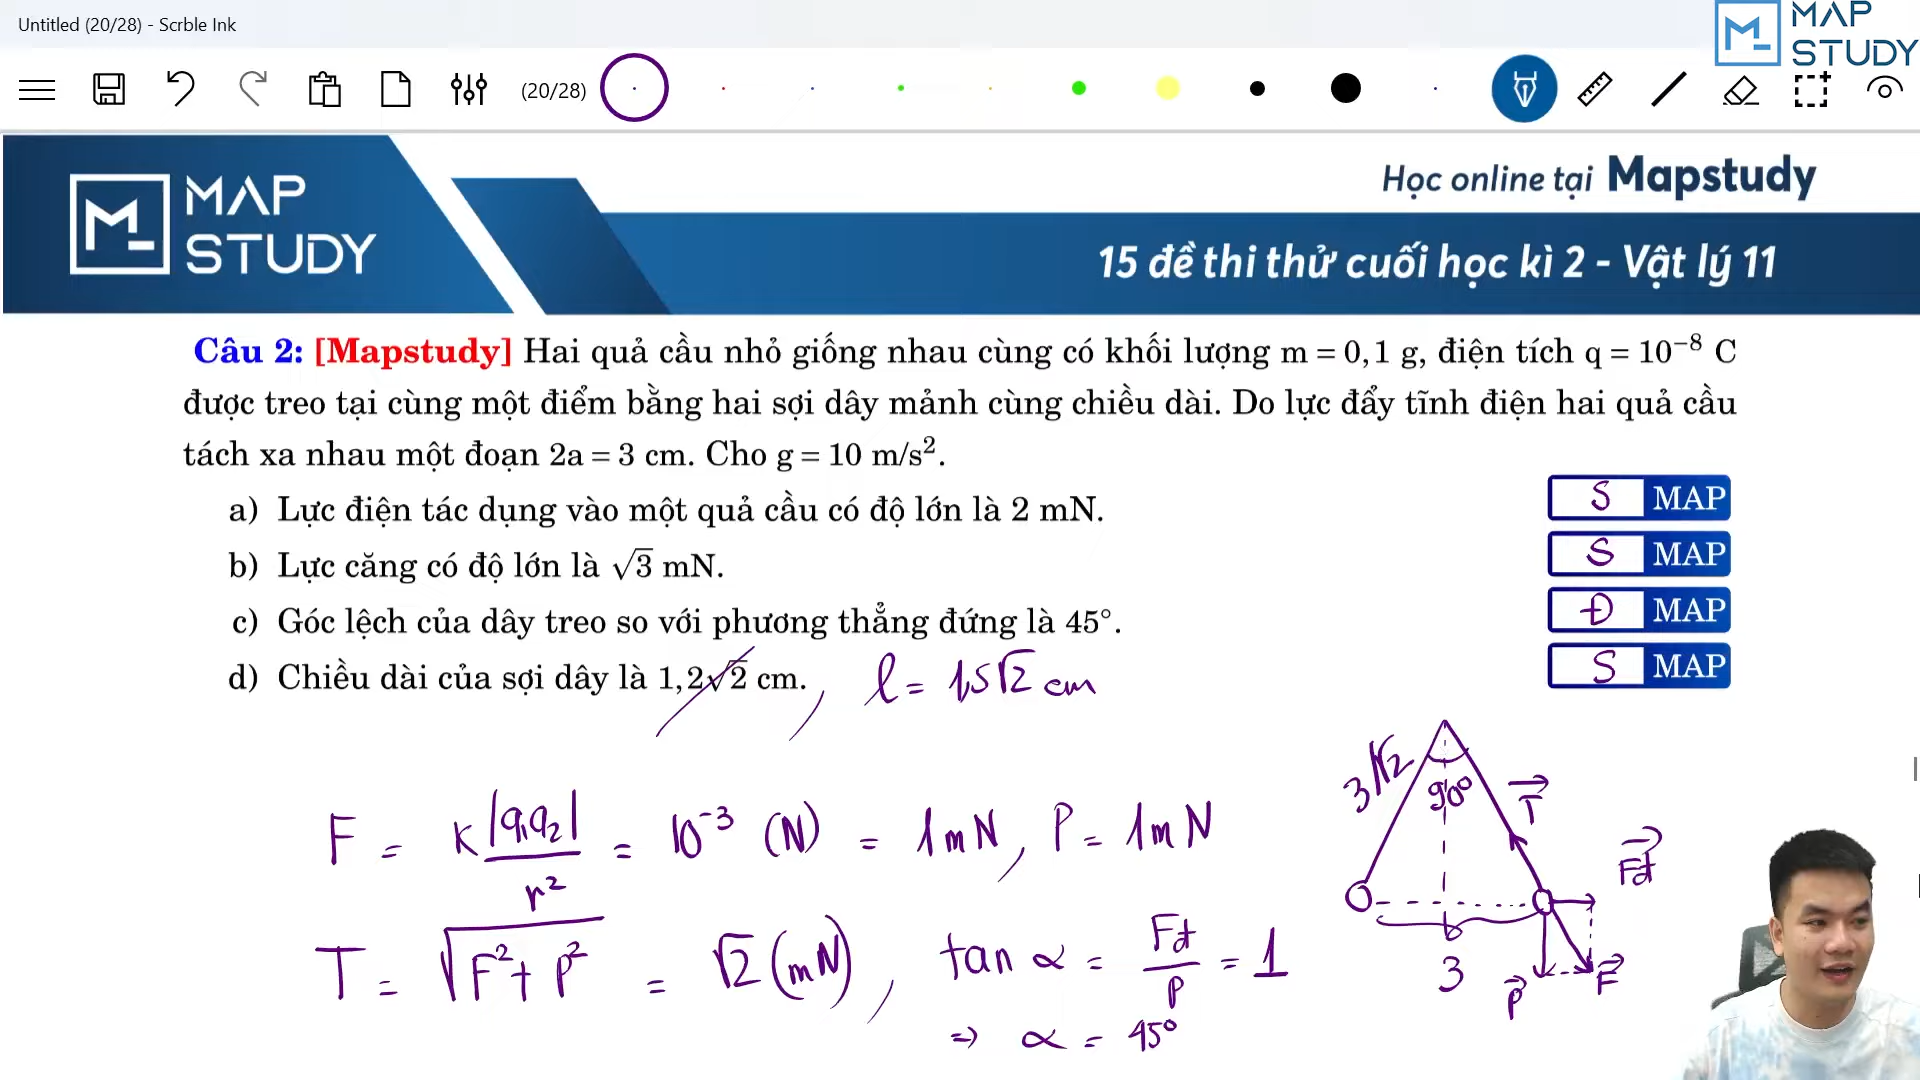 Untitled (20/28) - Scrble Ink
MAP
STUDY
(20/28)
MAP
STUDY
Học online tại Mapstudy
15 đề thi thử cuối học kì 2 - Vật lý 11
Câu 2: [Mapstudy] Hai quả cầu nhỏ giống nhau cùng có khối lượng m = 0,1 g, điện tích q = 10⁻⁸ C
được treo tại cùng một điểm bằng hai sợi dây mảnh cùng chiều dài. Do lực đẩy tĩnh điện hai quả cầu
tách xa nhau một đoạn 2a = 3 cm. Cho g = 10 m/s².
a) Lực điện tác dụng vào một quả cầu có độ lớn là 2 mN. S MAP
b) Lực căng có độ lớn là √3 mN. S MAP
c) Góc lệch của dây treo so với phương thẳng đứng là 45°. Đ MAP
d) Chiều dài của sợi dây là 1,2√2 cm. , l = 1,5√2 cm S MAP
F = K|q₁q₂| / r² = 10⁻³ (N) = 1mN, P = 1mN
T = √F² + P² = √2 (mN), tan α = Fđ / P = 1
⇒ α = 45°
3/√2
90°
T
Fđ
3
P
F